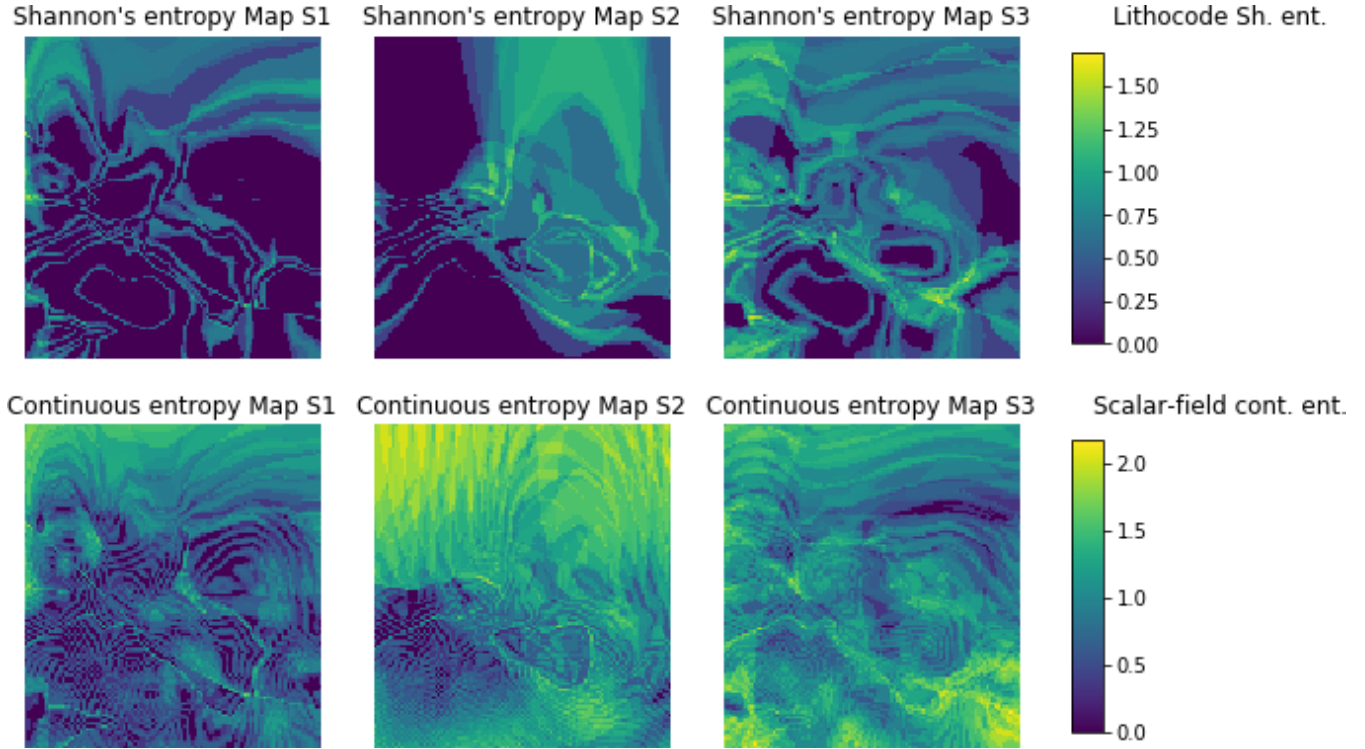 Shannon's entropy Map S1
Shannon's entropy Map S2
Shannon's entropy Map S3
Lithocode Sh. ent.
1.50
1.25
1.00
0.75
0.50
0.25
0.00
Continuous entropy Map S1
Continuous entropy Map S2
Continuous entropy Map S3
Scalar-field cont. ent.
2.0
1.5
1.0
0.5
0.0